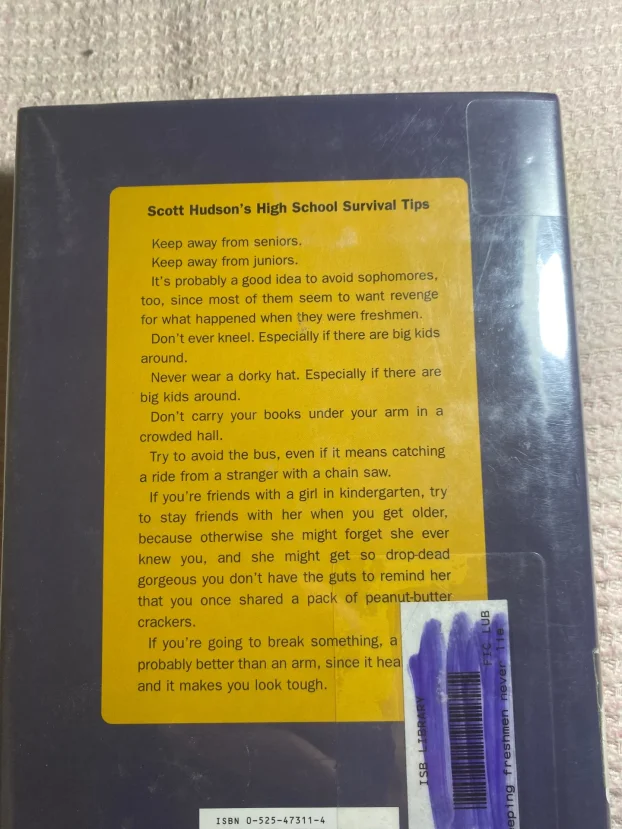 Scott Hudson's High School Survival Tips
Keep away from seniors.
Keep away from juniors.
It's probably a good idea to avoid sophomores,
too, since most of them seem to want revenge
for what happened when they were freshmen.
Don't ever kneel. Especially if there are big kids
around.
Never wear a dorky hat. Especially if there are
big kids around.
Don't carry your books under your arm in a
crowded hall.
Try to avoid the bus, even if it means catching
a ride from a stranger with a chain saw.
If you're friends with a girl in kindergarten, try
to stay friends with her when you get older,
because otherwise she might forget she ever
knew you, and she might get so drop-dead
gorgeous you don't have the guts to remind her
that you once shared a pack of peanut-butter
crackers.
If you're going to break something, a
probably better than an arm, since it hea
and it makes you look tough.
ISB LIBRARY
FIC LUB
eping freshmen never lie
ISBN 0-525-47311-4